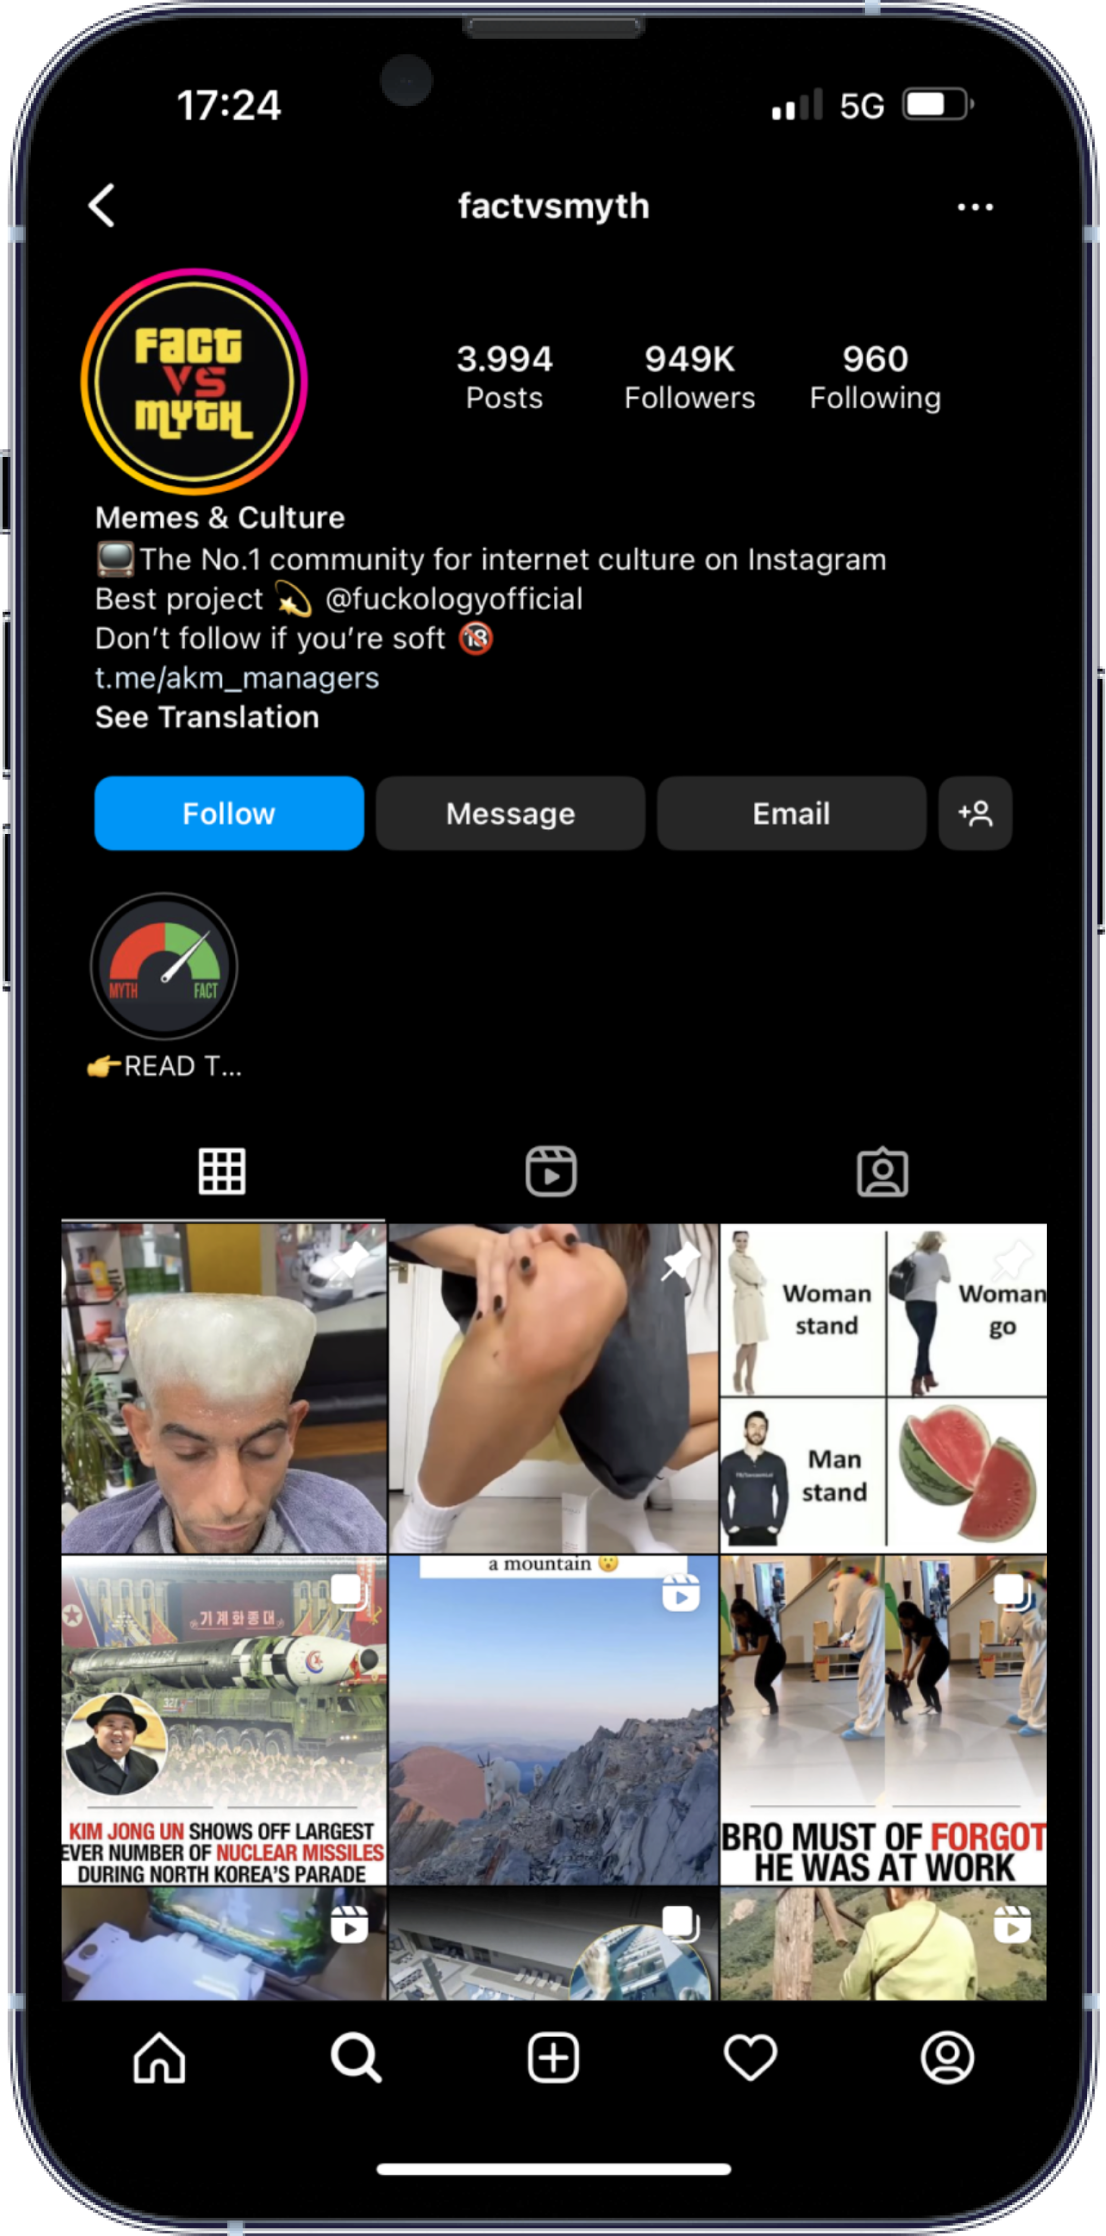 17:24
5G
factvsmyth
FACT
VS
MYTH
3.994
Posts
949K
Followers
960
Following
Memes & Culture
The No.1 community for internet culture on Instagram
Best project 💫 @fuckologyofficial
Don’t follow if you’re soft 🔞
t.me/akm_managers
See Translation
Follow
Message
Email
MYTH
FACT
👉READ T...
Woman
stand
Woman
go
Man
stand
기계화종대
321
KIM JONG UN SHOWS OFF LARGEST
EVER NUMBER OF NUCLEAR MISSILES
DURING NORTH KOREA’S PARADE
a mountain 😮
BRO MUST OF FORGOT
HE WAS AT WORK